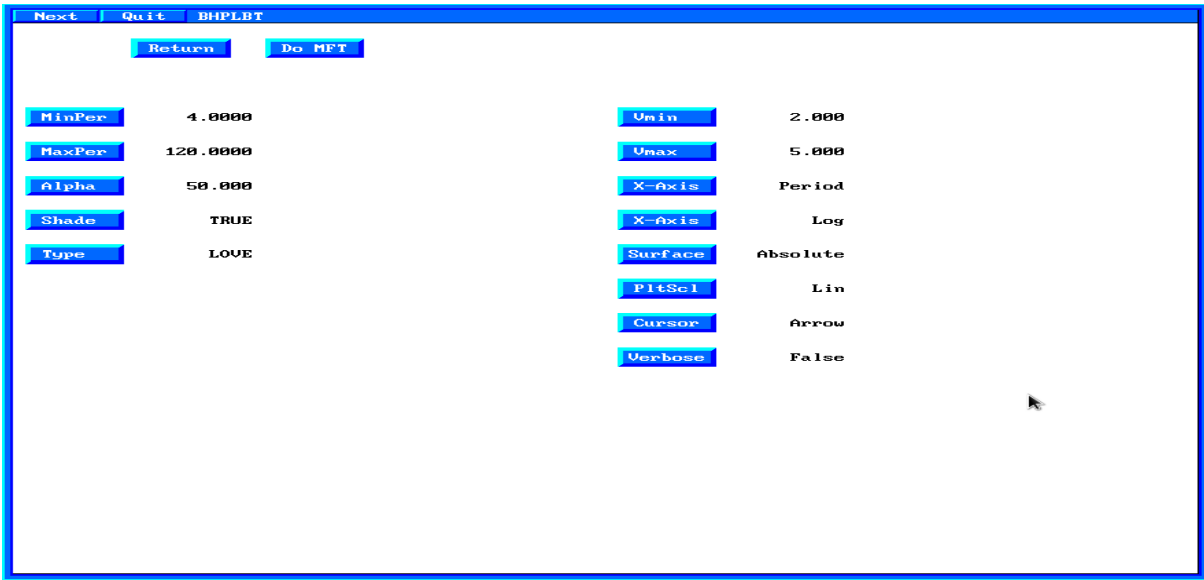 Next Quit BHPLBT
Return Do MFT
MinPer 4.0000 Vmin 2.000
MaxPer 120.0000 Vmax 5.000
Alpha 50.000 X-Axis Period
Shade TRUE X-Axis Log
Type LOVE Surface Absolute
PltScl Lin
Cursor Arrow
Verbose False